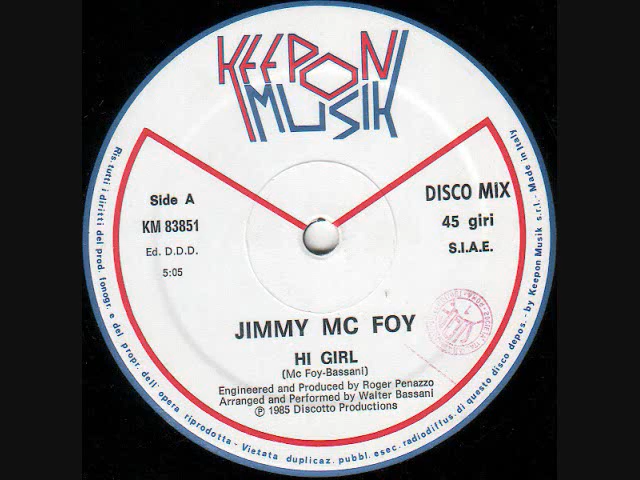 KEEPON
MUSIK
Side A
KM 83851
Ed. D.D.D.
5:05
DISCO MIX
45 giri
S.I.A.E.
JIMMY MC FOY
HI GIRL
(Mc Foy-Bassani)
Engineered and Produced by Roger Penazzo
Arranged and Performed by Walter Bassani
℗ 1985 Discotto Productions
Ris. tutti i diritti del prod. fonogr. e del propr. dell'opera riprodotta - Vietata duplicaz. pubbl. esec. radiodiffus. di questo disco depos. - by Keepon Musik s.r.l. - Made in Italy